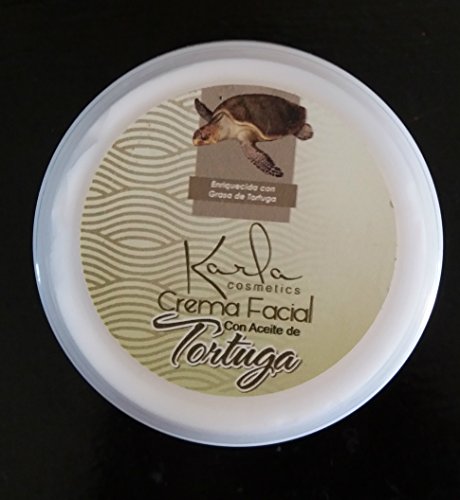 Enriquecida con
Grasa de Tortuga
Karla
cosmetics
Crema Facial
Con Aceite de
Tortuga